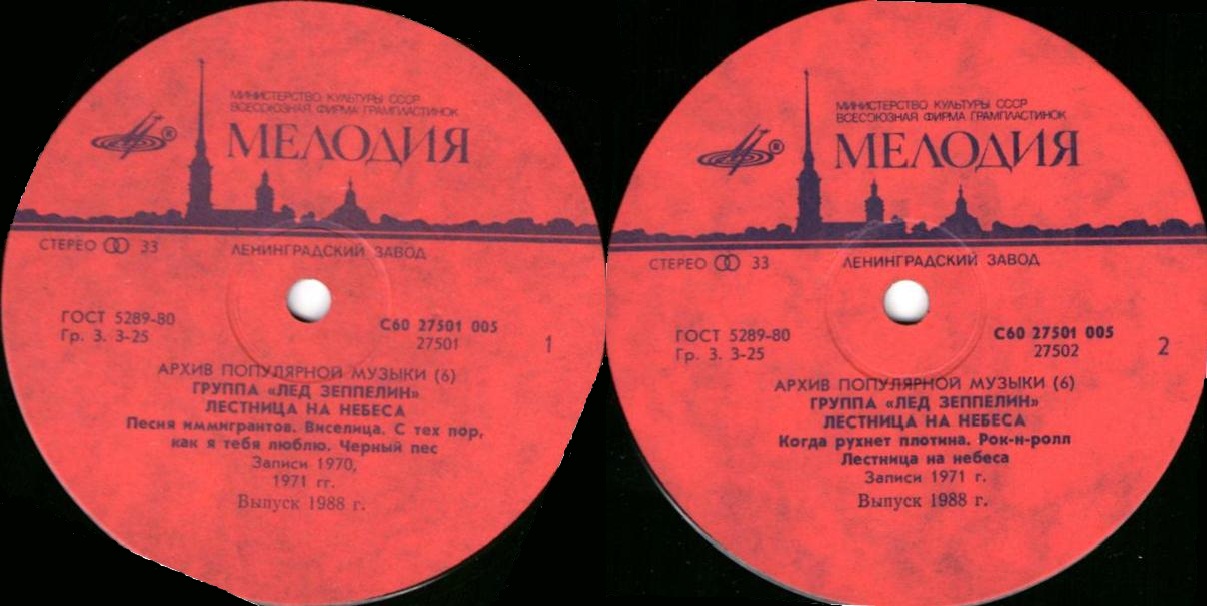 МИНИСТЕРСТВО КУЛЬТУРЫ СССР
ВСЕСОЮЗНАЯ ФИРМА ГРАМПЛАСТИНОК
®
МЕЛОДИЯ
СТЕРЕО 33
ЛЕНИНГРАДСКИЙ ЗАВОД
ГОСТ 5289-80
Гр. 3. 3-25
С60 27501 005
27501
1
АРХИВ ПОПУЛЯРНОЙ МУЗЫКИ (6)
ГРУППА «ЛЕД ЗЕППЕЛИН»
ЛЕСТНИЦА НА НЕБЕСА
Песня иммигрантов. Виселица. С тех пор,
как я тебя люблю. Черный пес
Записи 1970,
1971 гг.
Выпуск 1988 г.
МИНИСТЕРСТВО КУЛЬТУРЫ СССР
ВСЕСОЮЗНАЯ ФИРМА ГРАМПЛАСТИНОК
®
МЕЛОДИЯ
СТЕРЕО 33
ЛЕНИНГРАДСКИЙ ЗАВОД
ГОСТ 5289-80
Гр. 3. 3-25
С60 27501 005
27502
2
АРХИВ ПОПУЛЯРНОЙ МУЗЫКИ (6)
ГРУППА «ЛЕД ЗЕППЕЛИН»
ЛЕСТНИЦА НА НЕБЕСА
Когда рухнет плотина. Рок-н-ролл
Лестница на небеса
Записи 1971 г.
Выпуск 1988 г.